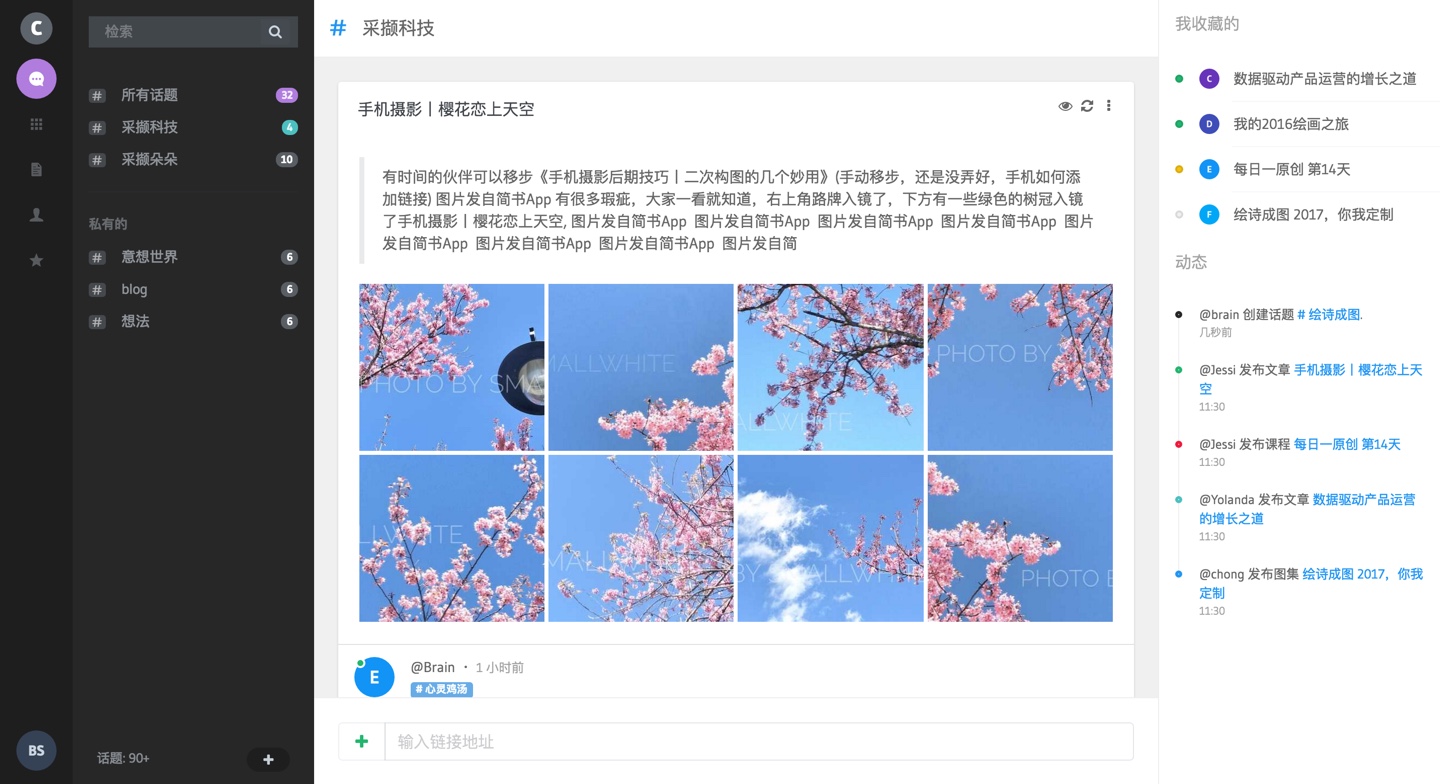 C
检索
# 所有话题 32
# 采撷科技 4
# 采撷朵朵 10
私有的
# 意想世界 6
# blog 6
# 想法 6
BS
话题: 90+
# 采撷科技
手机摄影丨樱花恋上天空
有时间的伙伴可以移步《手机摄影后期技巧丨二次构图的几个妙用》(手动移步，还是没弄好，手机如何添
加链接) 图片发自简书App 有很多瑕疵，大家一看就知道，右上角路牌入镜了，下方有一些绿色的树冠入镜
了手机摄影丨樱花恋上天空, 图片发自简书App 图片发自简书App 图片发自简书App 图片发自简书App 图片
发自简书App 图片发自简书App 图片发自简书App 图片发自简
PHOTO BY SMA
MALLWHITE
ALLWHITE
PHOTO BY SM
LLWHITE
MALLWHITE
BY SMALLWHITE
PHOTO B
E
@Brain · 1 小时前
# 心灵鸡汤
输入链接地址
我收藏的
C 数据驱动产品运营的增长之道
D 我的2016绘画之旅
E 每日一原创 第14天
F 绘诗成图 2017，你我定制
动态
@brain 创建话题 # 绘诗成图.
几秒前
@Jessi 发布文章 手机摄影丨樱花恋上天
空
11:30
@Jessi 发布课程 每日一原创 第14天
11:30
@Yolanda 发布文章 数据驱动产品运营
的增长之道
11:30
@chong 发布图集 绘诗成图 2017，你我
定制
11:30